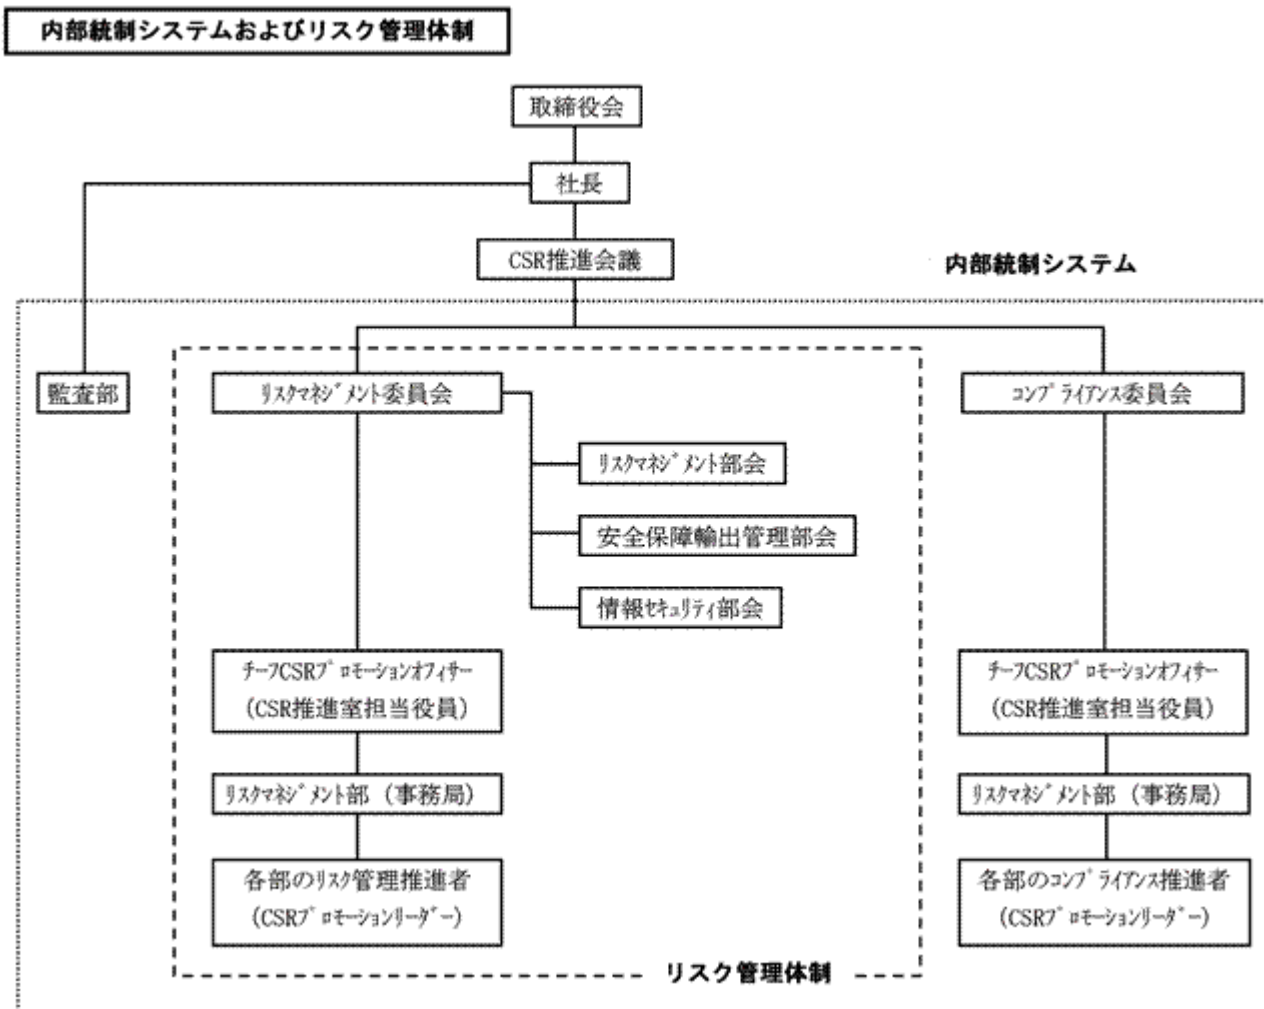 内部統制システムおよびリスク管理体制
取締役会
社長
CSR推進会議
内部統制システム
監査部
ﾘｽｸﾏﾈｼﾞﾒﾝﾄ委員会
ｺﾝﾌﾟﾗｲｱﾝｽ委員会
ﾘｽｸﾏﾈｼﾞﾒﾝﾄ部会
安全保障輸出管理部会
情報ｾｷｭﾘﾃｨ部会
ﾁｰﾌCSRﾌﾟﾛﾓｰｼｮﾝｵﾌｨｻｰ
(CSR推進室担当役員)
ﾁｰﾌCSRﾌﾟﾛﾓｰｼｮﾝｵﾌｨｻｰ
(CSR推進室担当役員)
ﾘｽｸﾏﾈｼﾞﾒﾝﾄ部（事務局）
ﾘｽｸﾏﾈｼﾞﾒﾝﾄ部（事務局）
各部のﾘｽｸ管理推進者
(CSRﾌﾟﾛﾓｰｼｮﾝﾘｰﾀﾞｰ)
各部のｺﾝﾌﾟﾗｲｱﾝｽ推進者
(CSRﾌﾟﾛﾓｰｼｮﾝﾘｰﾀﾞｰ)
リスク管理体制